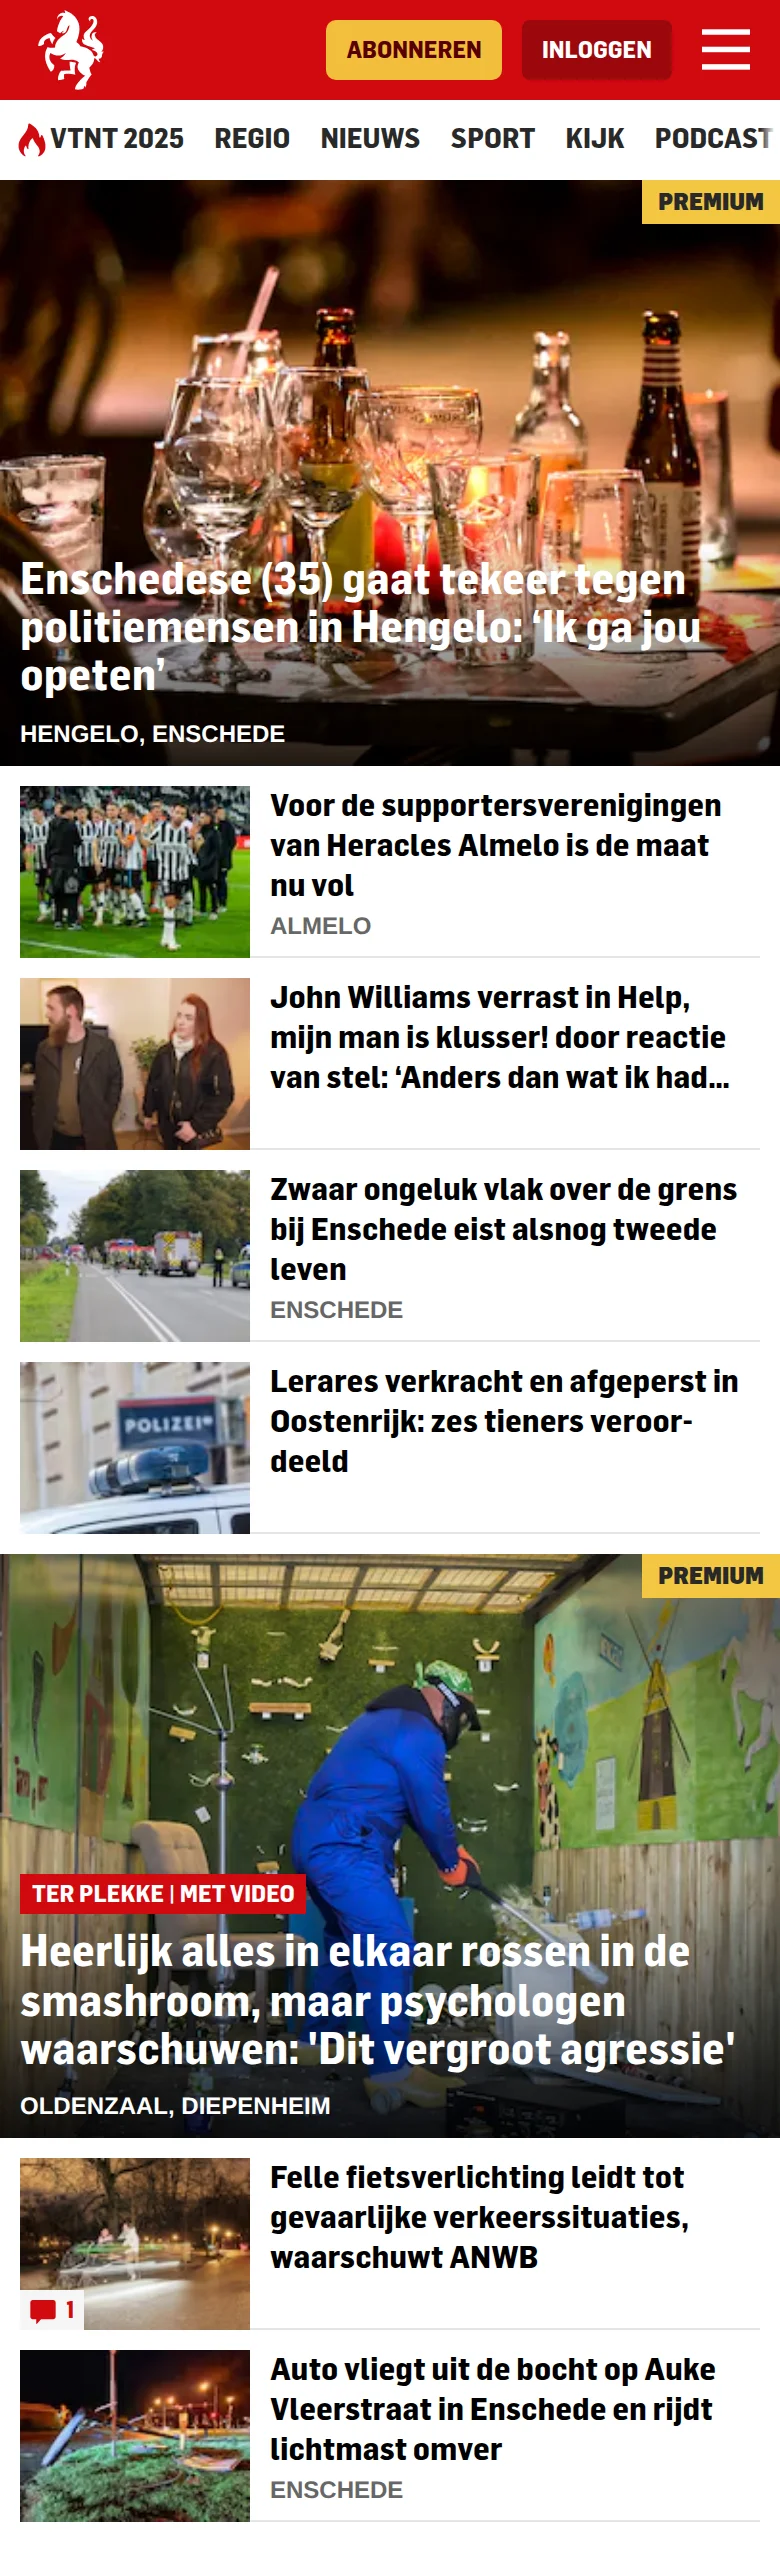 ABONNEREN
INLOGGEN
VTNT 2025 REGIO NIEUWS SPORT KIJK PODCAST
PREMIUM
Enschedese (35) gaat tekeer tegen
politiemensen in Hengelo: ‘Ik ga jou
opeten’
HENGELO, ENSCHEDE
Voor de supportersverenigingen
van Heracles Almelo is de maat
nu vol
ALMELO
John Williams verrast in Help,
mijn man is klusser! door reactie
van stel: ‘Anders dan wat ik had...
Zwaar ongeluk vlak over de grens
bij Enschede eist alsnog tweede
leven
ENSCHEDE
POLIZEI
Lerares verkracht en afgeperst in
Oostenrijk: zes tieners veroor-
deeld
PREMIUM
TER PLEKKE | MET VIDEO
Heerlijk alles in elkaar rossen in de
smashroom, maar psychologen
waarschuwen: 'Dit vergroot agressie'
OLDENZAAL, DIEPENHEIM
Felle fietsverlichting leidt tot
gevaarlijke verkeerssituaties,
waarschuwt ANWB
1
Auto vliegt uit de bocht op Auke
Vleerstraat in Enschede en rijdt
lichtmast omver
ENSCHEDE